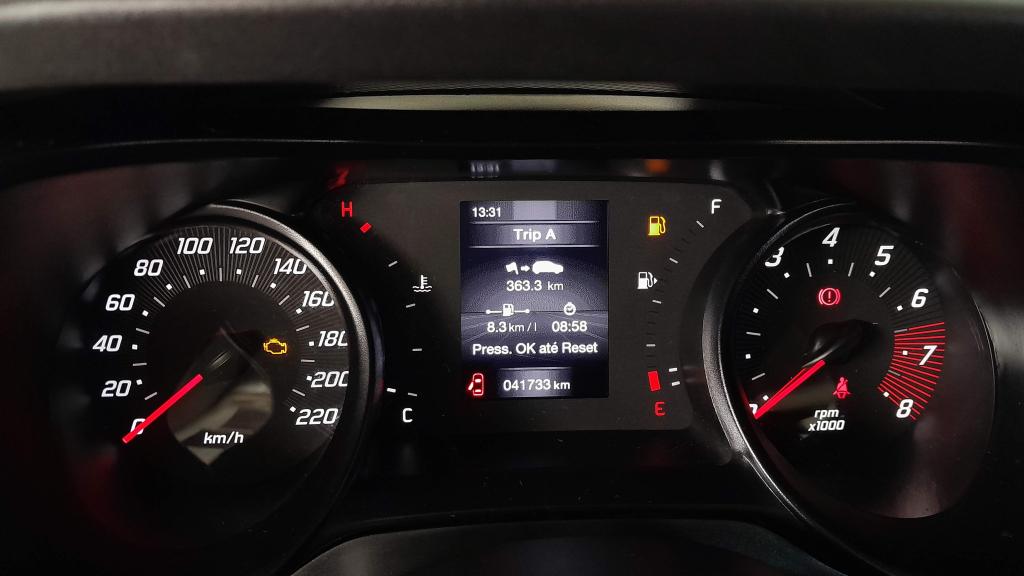 0
20
40
60
80
100
120
140
160
180
200
220
km/h
H
C
13:31
Trip A
363.3 km
8.3 km/l 08:58
Press. OK até Reset
041733 km
F
E
3
4
5
6
7
8
rpm
x1000